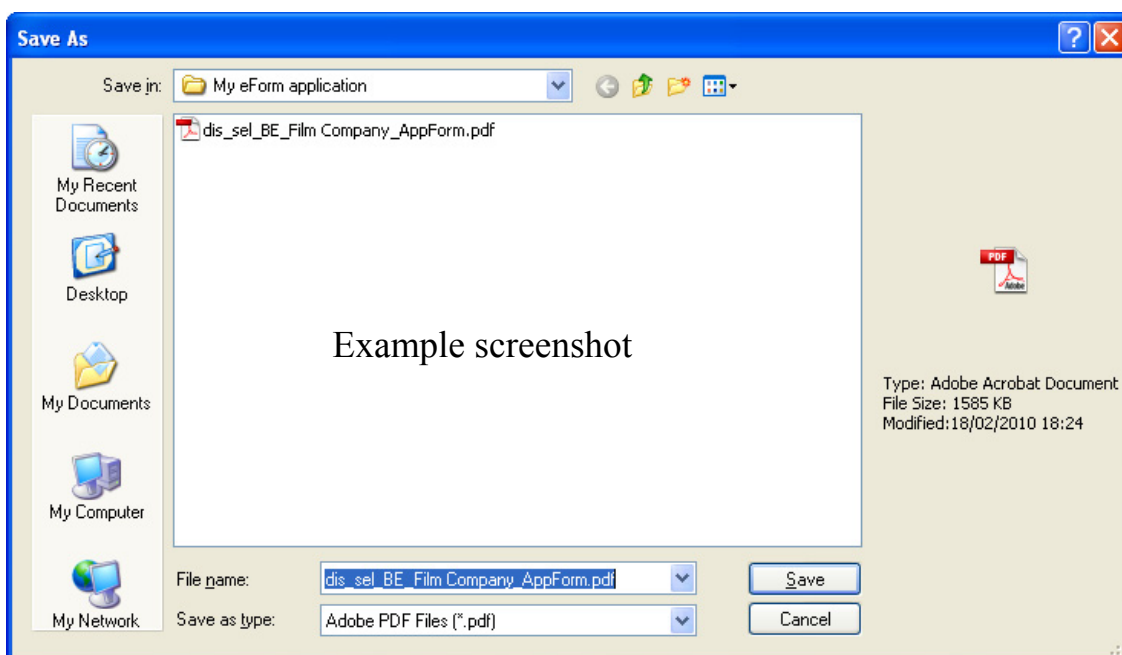 Save As
Save in:
My eForm application
dis_sel_BE_Film Company_AppForm.pdf
My Recent
Documents
Desktop
My Documents
My Computer
My Network
Example screenshot
PDF
Adobe
Type: Adobe Acrobat Document
File Size: 1585 KB
Modified:18/02/2010 18:24
File name:
dis_sel_BE_Film Company_AppForm.pdf
Save
Save as type:
Adobe PDF Files (*.pdf)
Cancel